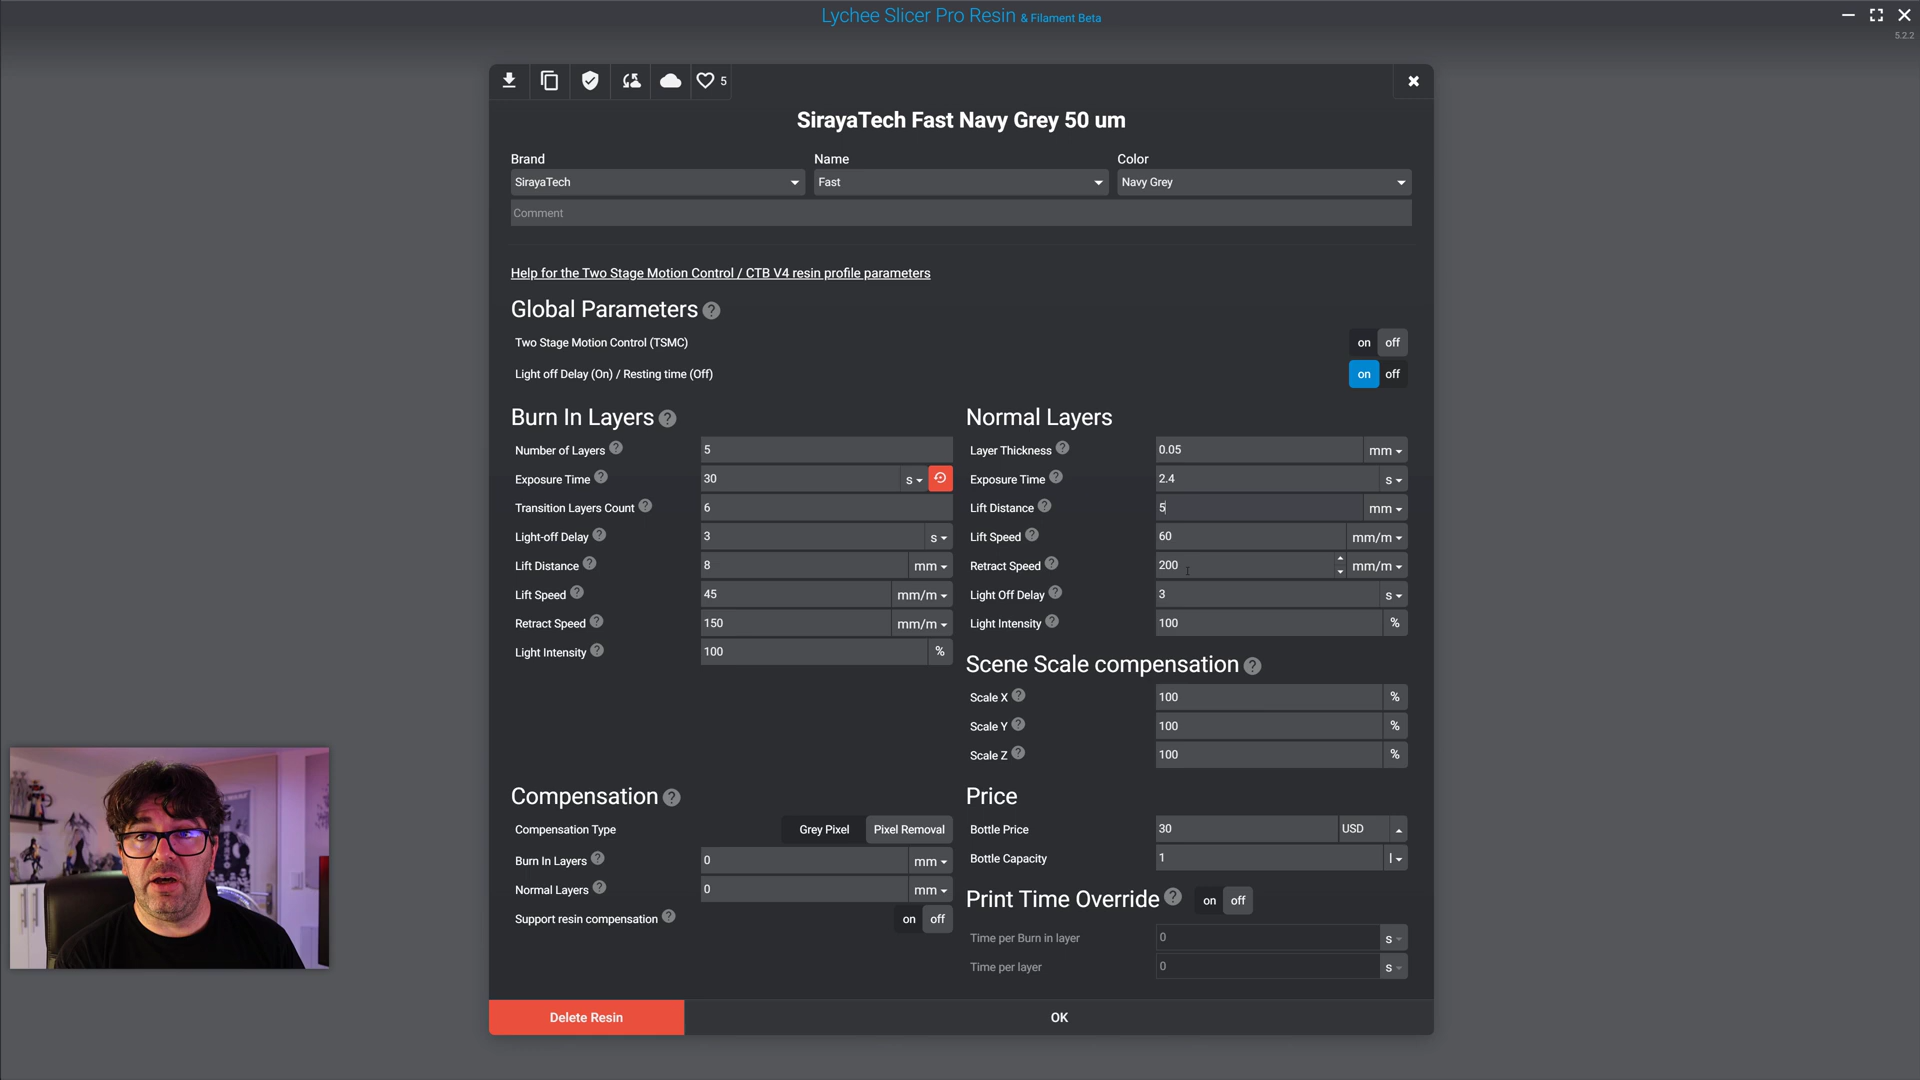 Lychee Slicer Pro Resin & Filament Beta
5.2.2
5
SirayaTech Fast Navy Grey 50 um
Brand Name Color
SirayaTech Fast Navy Grey
Comment
Help for the Two Stage Motion Control / CTB V4 resin profile parameters
Global Parameters ?
Two Stage Motion Control (TSMC) on off
Light off Delay (On) / Resting time (Off) on off
Burn In Layers ?
Number of Layers ? 5
Exposure Time ? 30 s
Transition Layers Count ? 6
Light-off Delay ? 3 s
Lift Distance ? 8 mm
Lift Speed ? 45 mm/m
Retract Speed ? 150 mm/m
Light Intensity ? 100 %
Normal Layers
Layer Thickness ? 0.05 mm
Exposure Time ? 2.4 s
Lift Distance ? 5 mm
Lift Speed ? 60 mm/m
Retract Speed ? 200 mm/m
Light Off Delay ? 3 s
Light Intensity ? 100 %
Scene Scale compensation ?
Scale X ? 100 %
Scale Y ? 100 %
Scale Z ? 100 %
Compensation ?
Compensation Type Grey Pixel Pixel Removal
Burn In Layers ? 0 mm
Normal Layers ? 0 mm
Support resin compensation ? on off
Price
Bottle Price 30 USD
Bottle Capacity 1 l
Print Time Override ? on off
Time per Burn in layer 0 s
Time per layer 0 s
Delete Resin OK